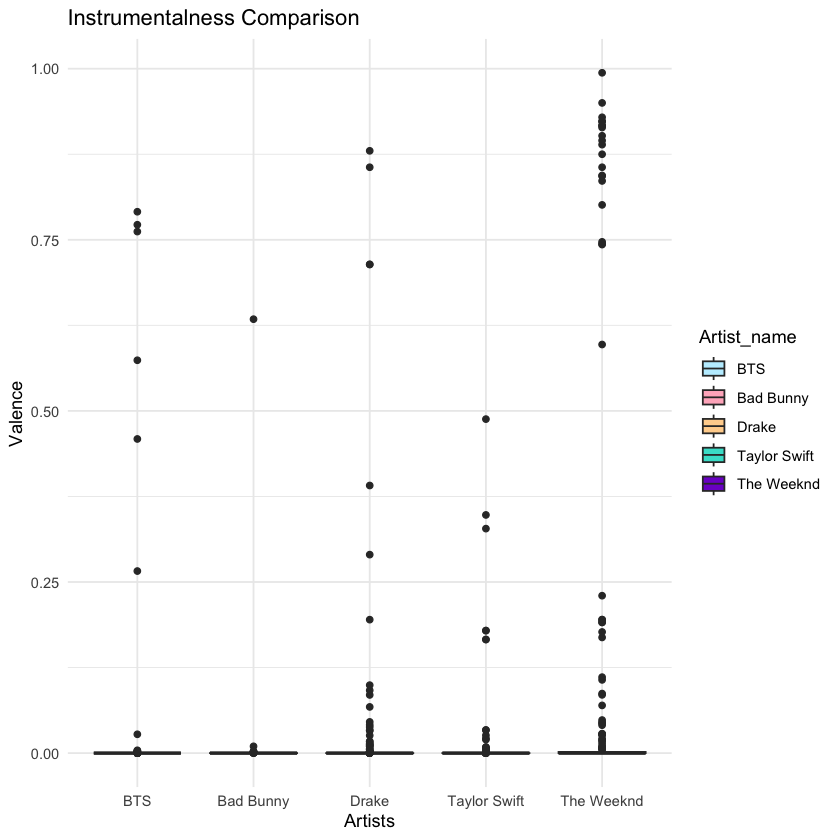 Instrumentalness Comparison
1.00
0.75
0.50
0.25
0.00
Valence
BTS
Bad Bunny
Drake
Taylor Swift
The Weeknd
Artists
Artist_name
BTS
Bad Bunny
Drake
Taylor Swift
The Weeknd